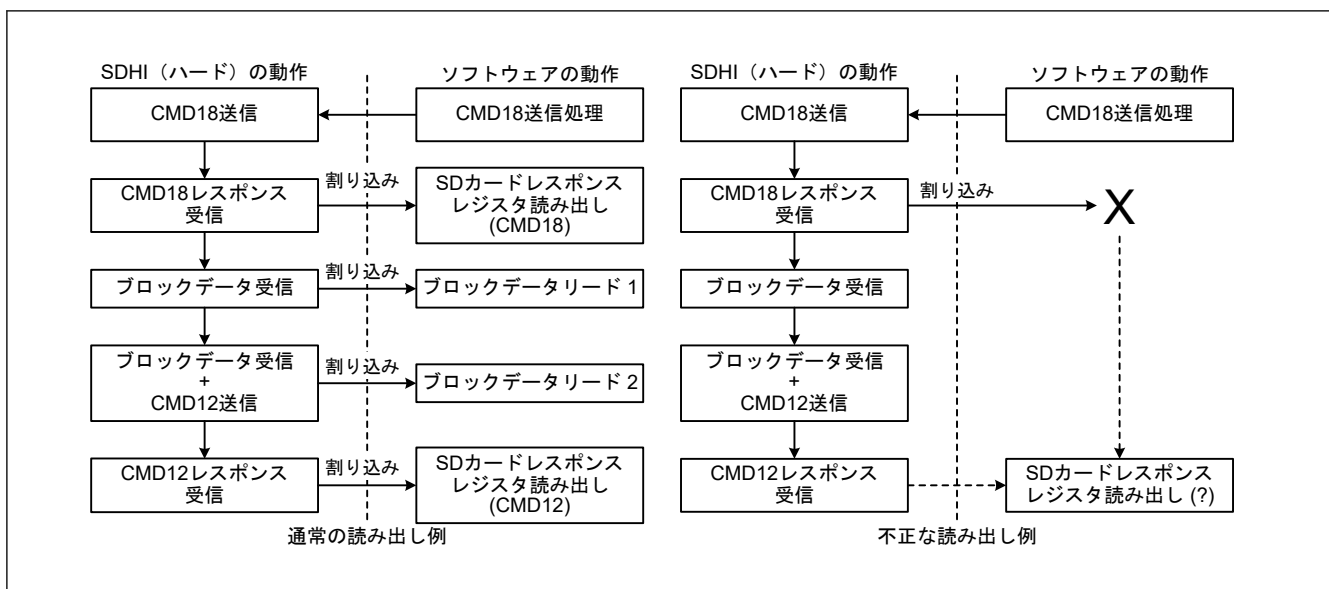 SDHI（ハード）の動作
ソフトウェアの動作
CMD18送信
CMD18送信処理
CMD18レスポンス
受信
割り込み
SDカードレスポンス
レジスタ読み出し
(CMD18)
ブロックデータ受信
割り込み
ブロックデータリード 1
ブロックデータ受信
+
CMD12送信
割り込み
ブロックデータリード 2
CMD12レスポンス
受信
割り込み
SDカードレスポンス
レジスタ読み出し
(CMD12)
通常の読み出し例
SDHI（ハード）の動作
ソフトウェアの動作
CMD18送信
CMD18送信処理
CMD18レスポンス
受信
割り込み
X
ブロックデータ受信
ブロックデータ受信
+
CMD12送信
CMD12レスポンス
受信
SDカードレスポンス
レジスタ読み出し (?)
不正な読み出し例